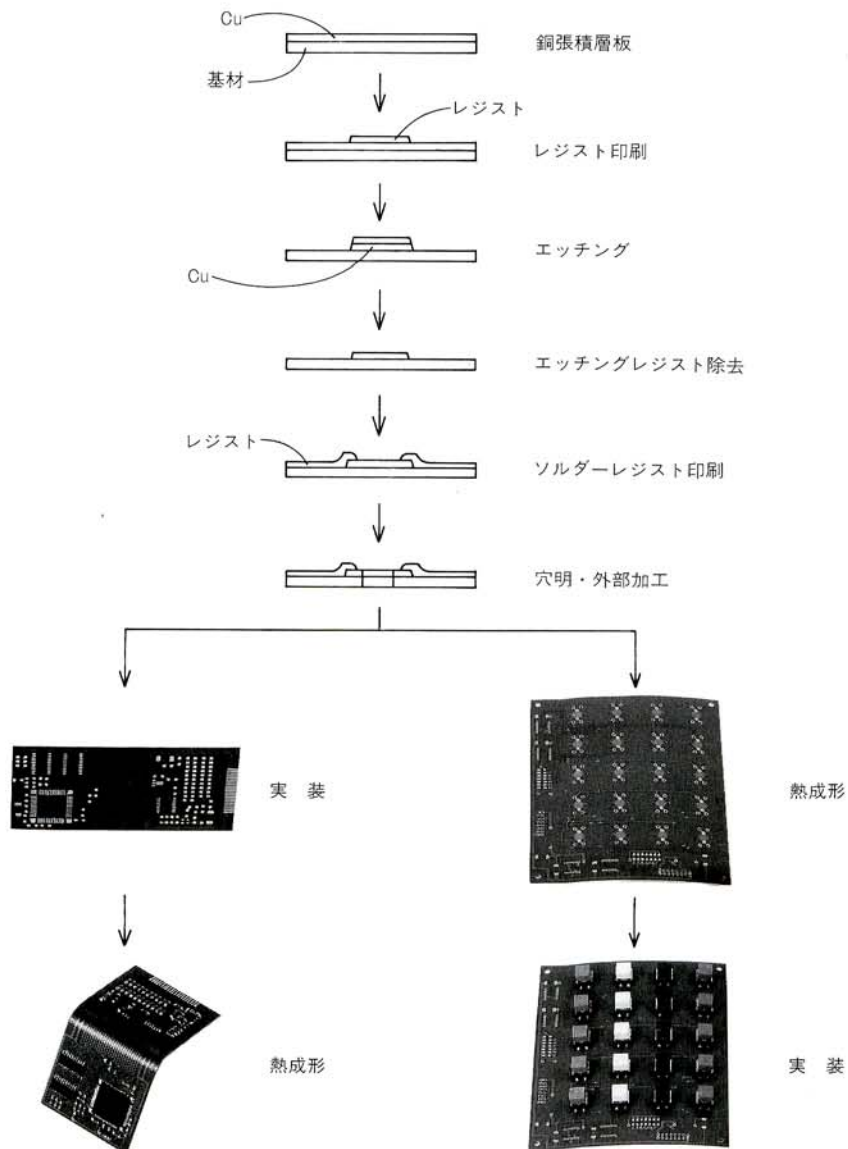 Cu
銅張積層板
基材
レジスト
レジスト印刷
エッチング
Cu
エッチングレジスト除去
レジスト
ソルダーレジスト印刷
穴明・外部加工
実 装
熱成形
熱成形
実 装